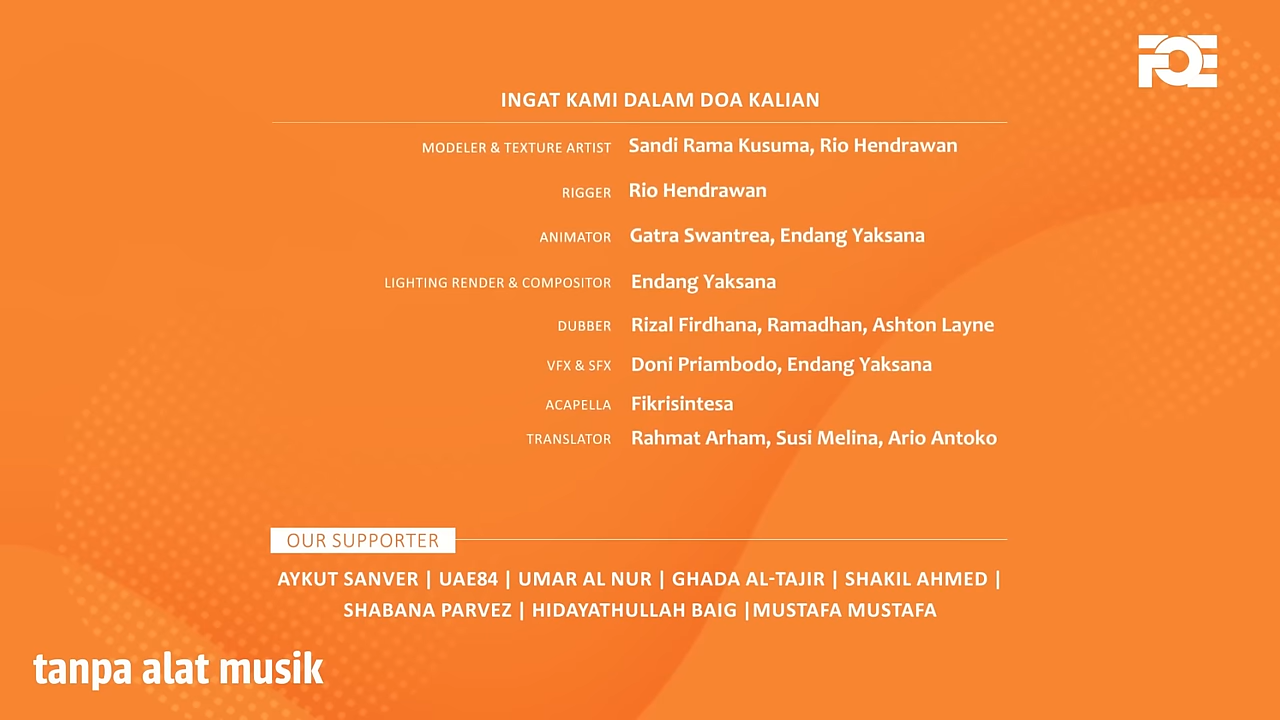 FQE
INGAT KAMI DALAM DOA KALIAN
MODELER & TEXTURE ARTIST Sandi Rama Kusuma, Rio Hendrawan
RIGGER Rio Hendrawan
ANIMATOR Gatra Swantrea, Endang Yaksana
LIGHTING RENDER & COMPOSITOR Endang Yaksana
DUBBER Rizal Firdhana, Ramadhan, Ashton Layne
VFX & SFX Doni Priambodo, Endang Yaksana
ACAPELLA Fikrisintesa
TRANSLATOR Rahmat Arham, Susi Melina, Ario Antoko
OUR SUPPORTER
AYKUT SANVER | UAE84 | UMAR AL NUR | GHADA AL-TAJIR | SHAKIL AHMED |
SHABANA PARVEZ | HIDAYATHULLAH BAIG |MUSTAFA MUSTAFA
tanpa alat musik